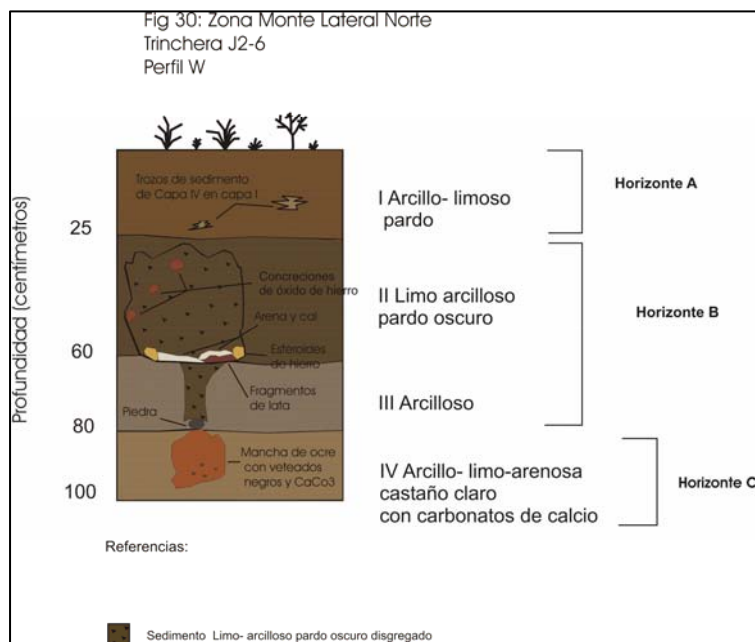 Fig 30: Zona Monte Lateral Norte
Trinchera J2-6
Perfil W
Profundidad (centímetros)
25
60
80
100
Trozos de sedimento
de Capa IV en capa I
Concreciones
de óxido de hierro
Arena y cal
Esteroides
de hierro
Fragmentos
de lata
Piedra
Mancha de ocre
con veteados
negros y CaCo3
I Arcillo- limoso
pardo
II Limo arcilloso
pardo oscuro
III Arcilloso
IV Arcillo- limo-arenosa
castaño claro
con carbonatos de calcio
Horizonte A
Horizonte B
Horizonte C
Referencias:
Sedimento Limo- arcilloso pardo oscuro disgregado